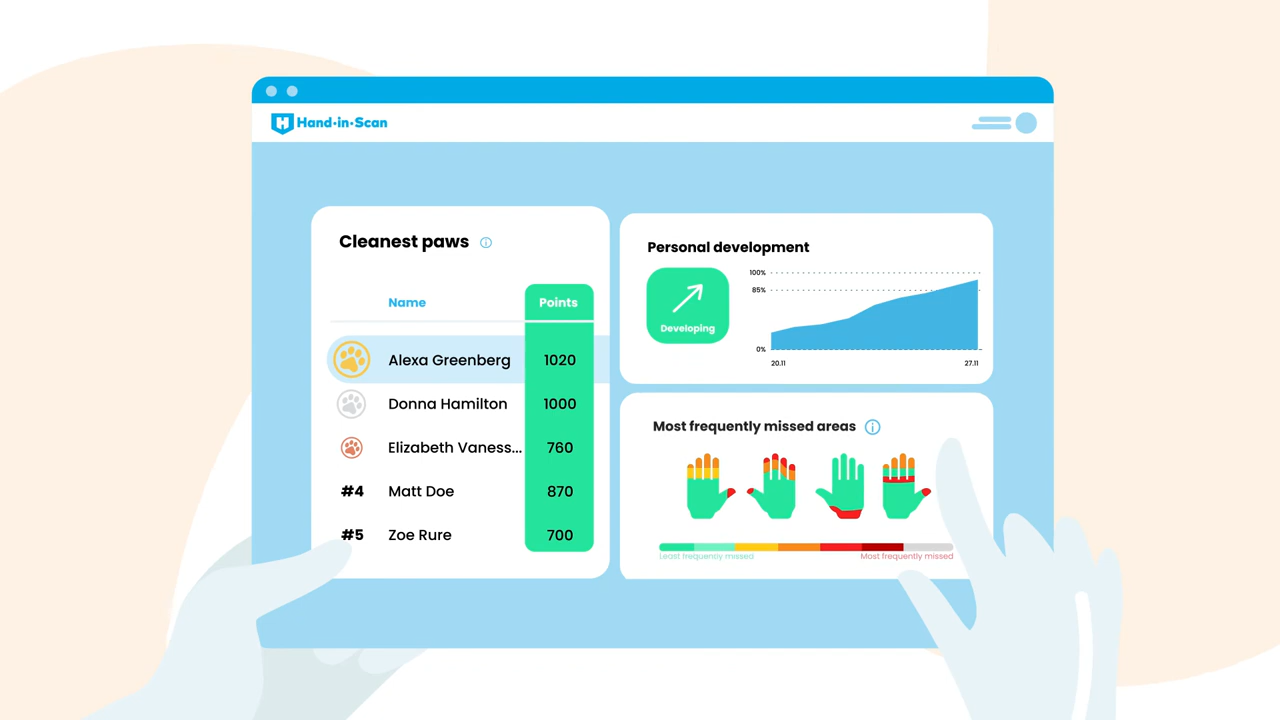 Hand-in-Scan
Cleanest paws
Name Points
Alexa Greenberg 1020
Donna Hamilton 1000
Elizabeth Vaness... 760
#4 Matt Doe 870
#5 Zoe Rure 700
Personal development
Developing
100%
85%
0%
20.11 27.11
Most frequently missed areas
Least frequently missed Most frequently missed